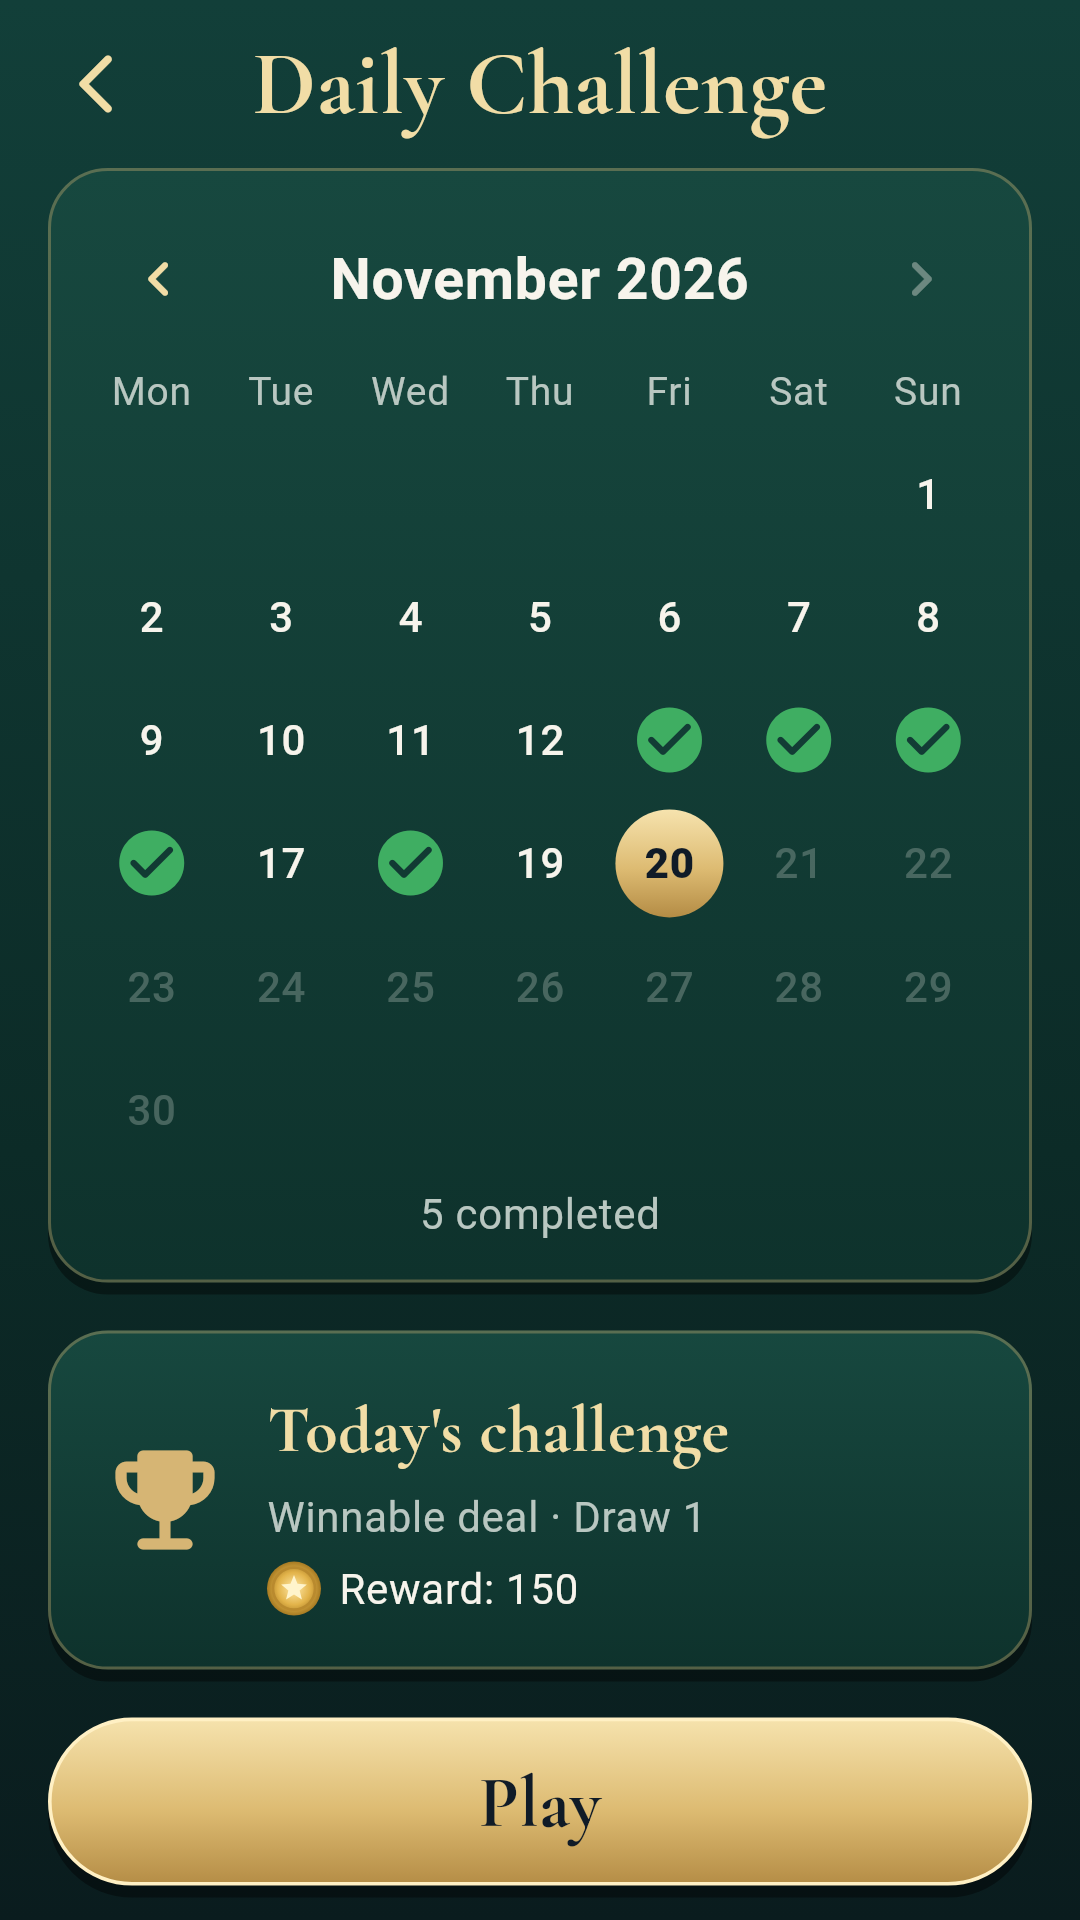 Daily Challenge
November 2026
Mon Tue Wed Thu Fri Sat Sun
1
2 3 4 5 6 7 8
9 10 11 12
17 19 20 21 22
23 24 25 26 27 28 29
30
5 completed
Today's challenge
Winnable deal · Draw 1
Reward: 150
Play